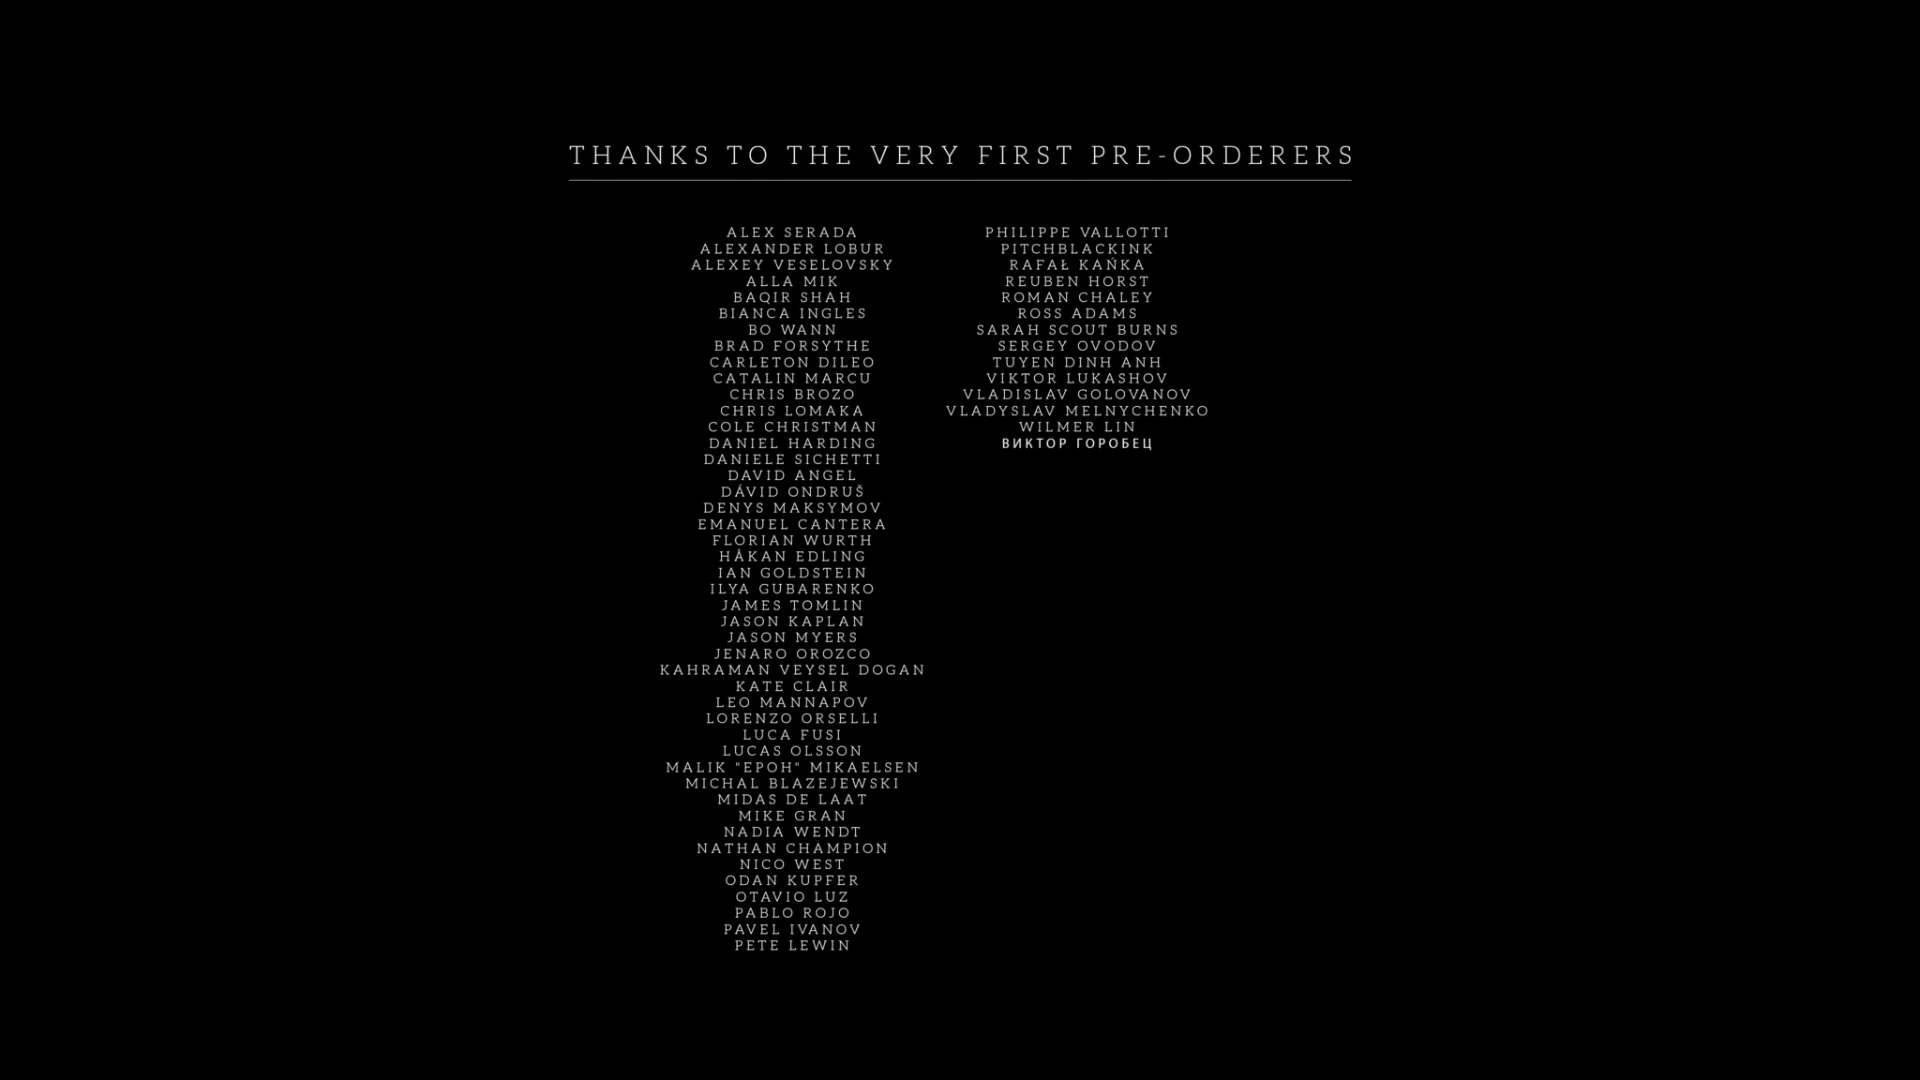 THANKS TO THE VERY FIRST PRE-ORDERERS
ALEX SERADA
ALEXANDER LOBUR
ALEXEY VESELOVSKY
ALLA MIK
BAQIR SHAH
BIANCA INGLES
BO WANN
BRAD FORSYTHE
CARLETON DILEO
CATALIN MARCU
CHRIS BROZO
CHRIS LOMAKA
COLE CHRISTMAN
DANIEL HARDING
DANIELE SICHETTI
DAVID ANGEL
DÁVID ONDRUŠ
DENYS MAKSYMOV
EMANUEL CANTERA
FLORIAN WURTH
HÅKAN EDLING
IAN GOLDSTEIN
ILYA GUBARENKO
JAMES TOMLIN
JASON KAPLAN
JASON MYERS
JENARO OROZCO
KAHRAMAN VEYSEL DOGAN
KATE CLAIR
LEO MANNAPOV
LORENZO ORSELLI
LUCA FUSI
LUCAS OLSSON
MALIK "EPOH" MIKAELSEN
MICHAL BLAZEJEWSKI
MIDAS DE LAAT
MIKE GRAN
NADIA WENDT
NATHAN CHAMPION
NICO WEST
ODAN KUPFER
OTAVIO LUZ
PABLO ROJO
PAVEL IVANOV
PETE LEWIN
PHILIPPE VALLOTTI
PITCHBLACKINK
RAFAŁ KAŃKA
REUBEN HORST
ROMAN CHALEY
ROSS ADAMS
SARAH SCOUT BURNS
SERGEY OVODOV
TUYEN DINH ANH
VIKTOR LUKASHOV
VLADISLAV GOLOVANOV
VLADYSLAV MELNYCHENKO
WILMER LIN
ВИКТОР ГОРОБЕЦ